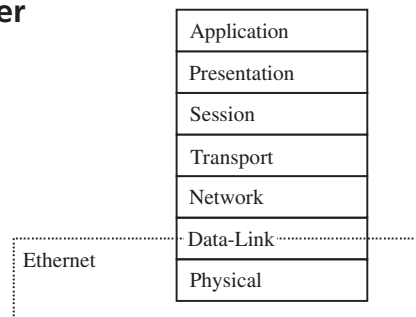 er
Application
Presentation
Session
Transport
Network
Data-Link
Ethernet
Physical